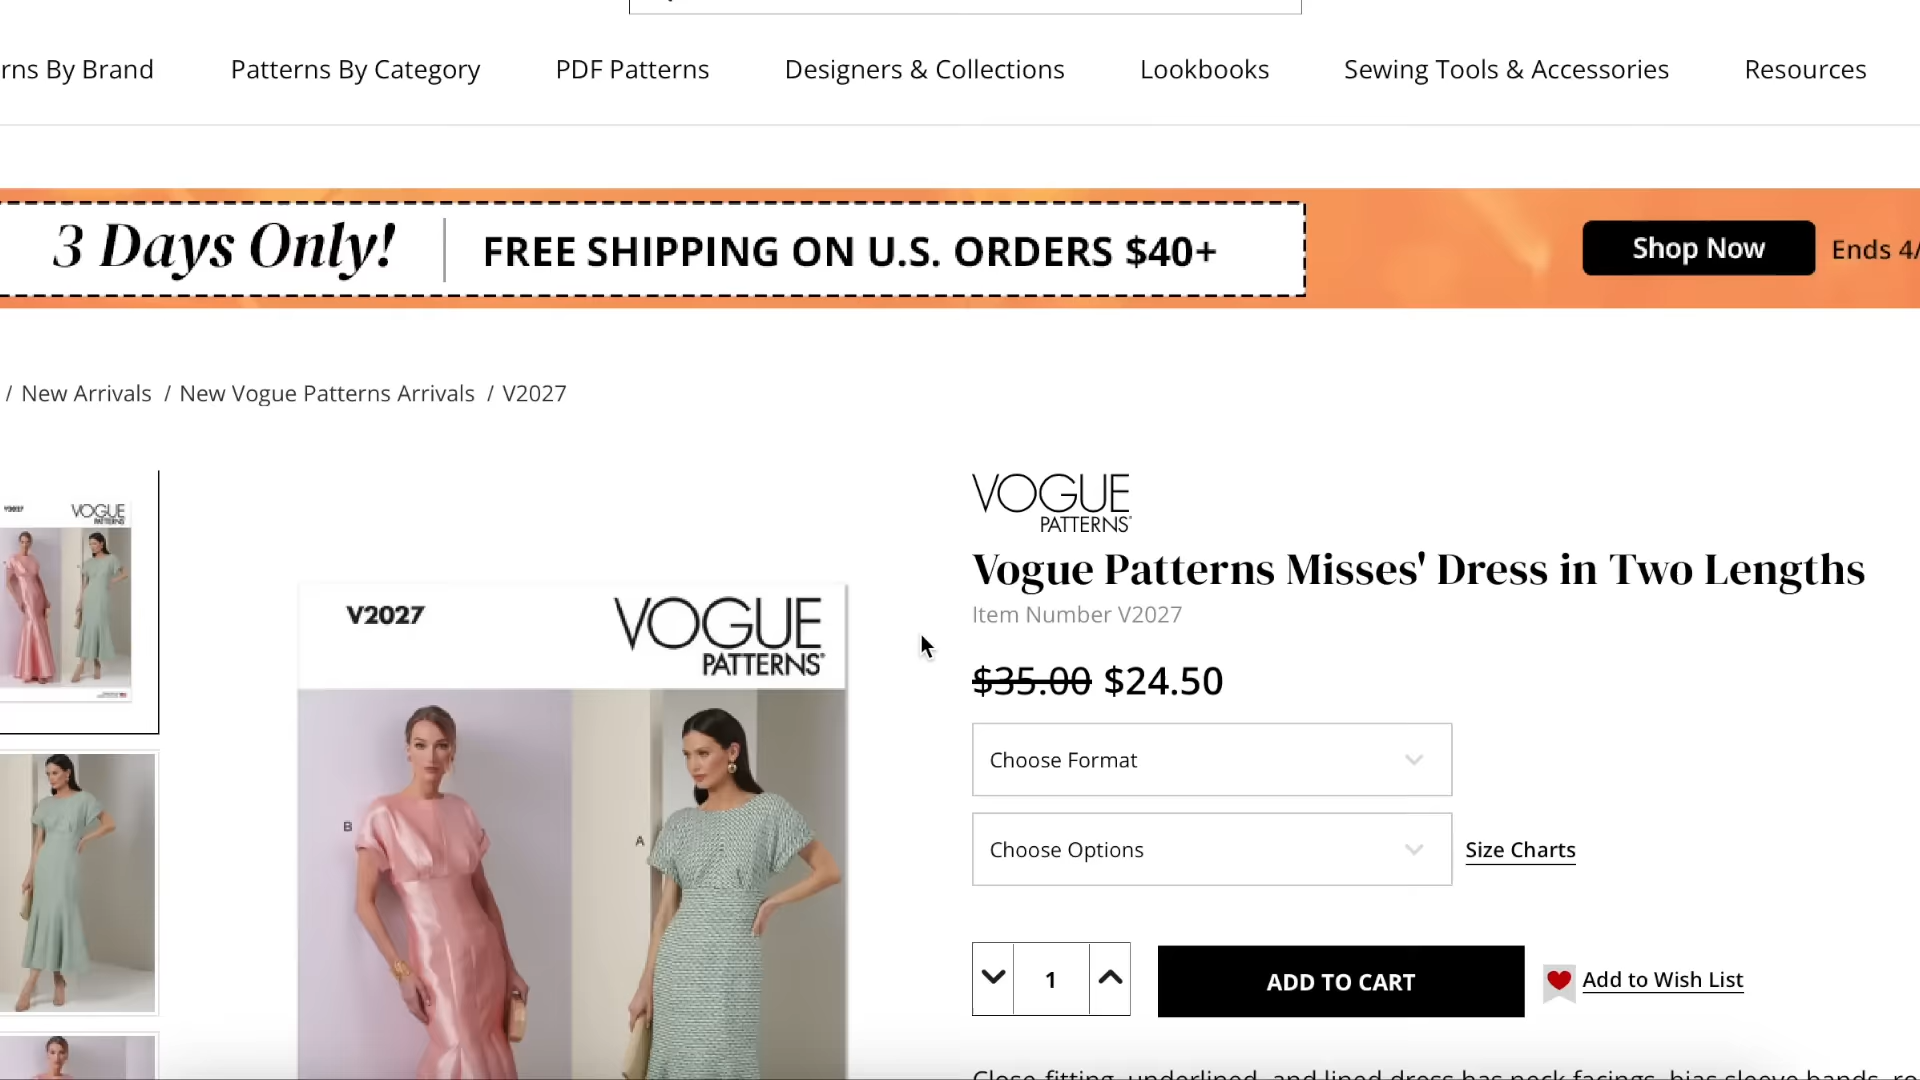 rns By Brand
Patterns By Category
PDF Patterns
Designers & Collections
Lookbooks
Sewing Tools & Accessories
Resources
3 Days Only!
FREE SHIPPING ON U.S. ORDERS $40+
Shop Now
Ends 4/
/ New Arrivals / New Vogue Patterns Arrivals / V2027
V2027
VOGUE
PATTERNS
V2027
VOGUE
PATTERNS
B
A
VOGUE
PATTERNS
Vogue Patterns Misses' Dress in Two Lengths
Item Number V2027
$35.00 $24.50
Choose Format
Choose Options
Size Charts
1
ADD TO CART
Add to Wish List
Close-fitting, underlined, and lined dress has neck facings, bias sleeve bands, ro